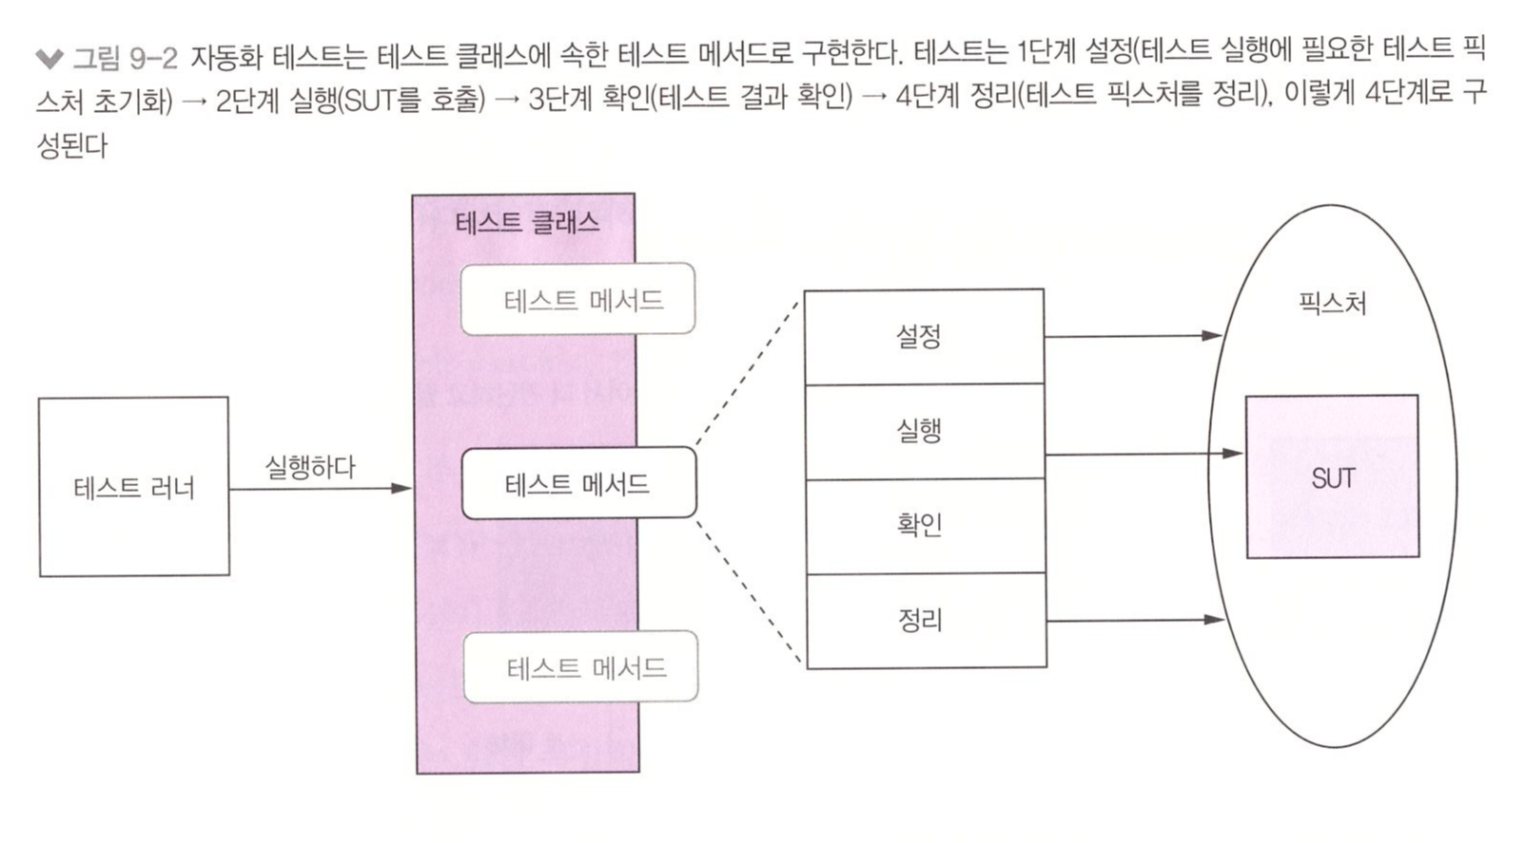 그림 9-2 자동화 테스트는 테스트 클래스에 속한 테스트 메서드로 구현한다. 테스트는 1단계 설정(테스트 실행에 필요한 테스트 픽
스처 초기화) → 2단계 실행(SUT를 호출) → 3단계 확인(테스트 결과 확인) → 4단계 정리(테스트 픽스처를 정리), 이렇게 4단계로 구
성된다
테스트 클래스
테스트 메서드
픽스처
설정
실행
실행하다
테스트 러너
테스트 메서드
SUT
확인
정리
테스트 메서드